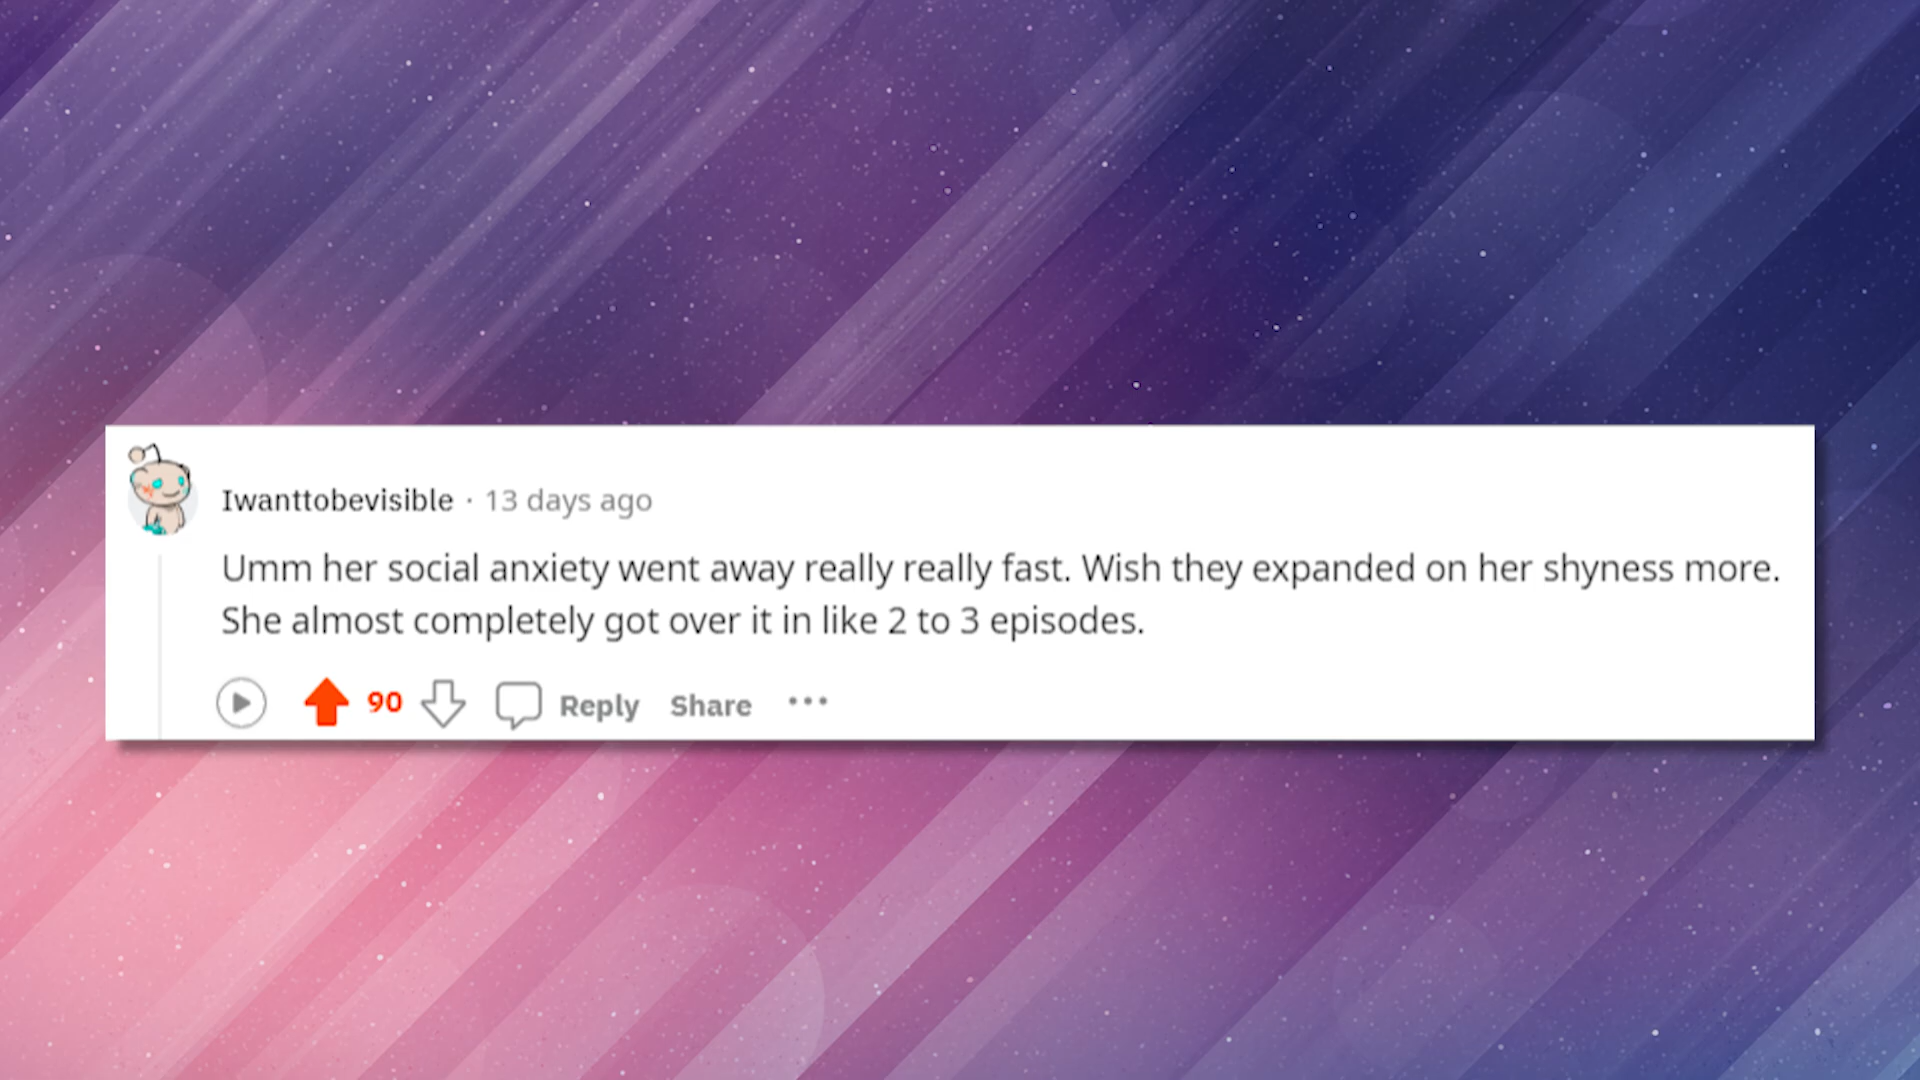 Iwanttobevisible · 13 days ago
Umm her social anxiety went away really really fast. Wish they expanded on her shyness more.
She almost completely got over it in like 2 to 3 episodes.
90 Reply Share ...